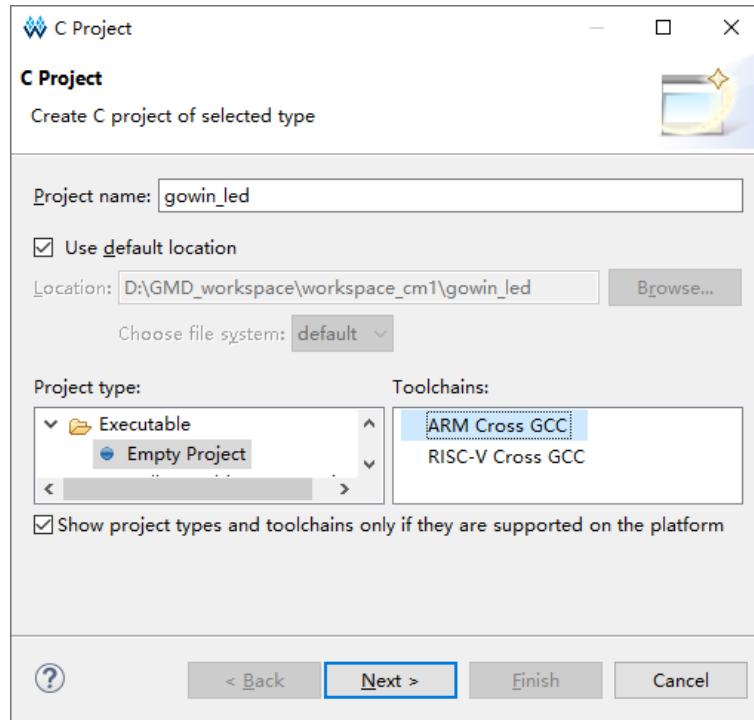 C Project
C Project
Create C project of selected type
Project name: gowin_led
Use default location
Location: D:\GMD_workspace\workspace_cm1\gowin_led Browse...
Choose file system: default
Project type: Toolchains:
Executable ARM Cross GCC
Empty Project RISC-V Cross GCC
Show project types and toolchains only if they are supported on the platform
< Back Next > Finish Cancel